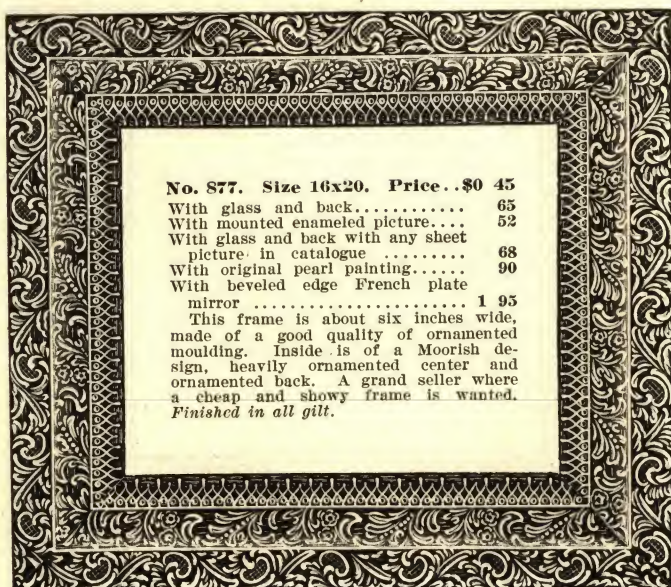 No. 877. Size 16x20. Price..$0 45
With glass and back............ 65
With mounted enameled picture.... 52
With glass and back with any sheet
picture in catalogue ......... 68
With original pearl painting...... 90
With beveled edge French plate
mirror ........................ 1 95
This frame is about six inches wide,
made of a good quality of ornamented
moulding. Inside is of a Moorish de-
sign, heavily ornamented center and
ornamented back. A grand seller where
a cheap and showy frame is wanted.
Finished in all gilt.